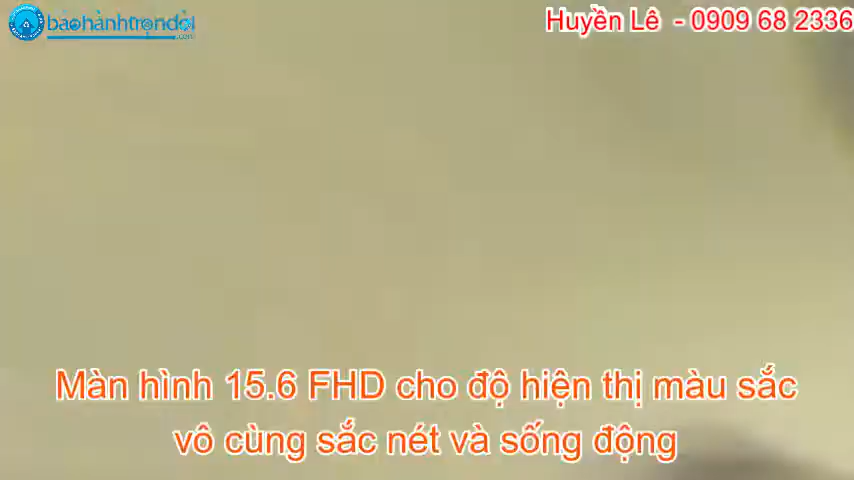 baohanhtrondoi
.com
Huyền Lê - 0909 68 2336
Màn hình 15.6 FHD cho độ hiện thị màu sắc
vô cùng sắc nét và sống động